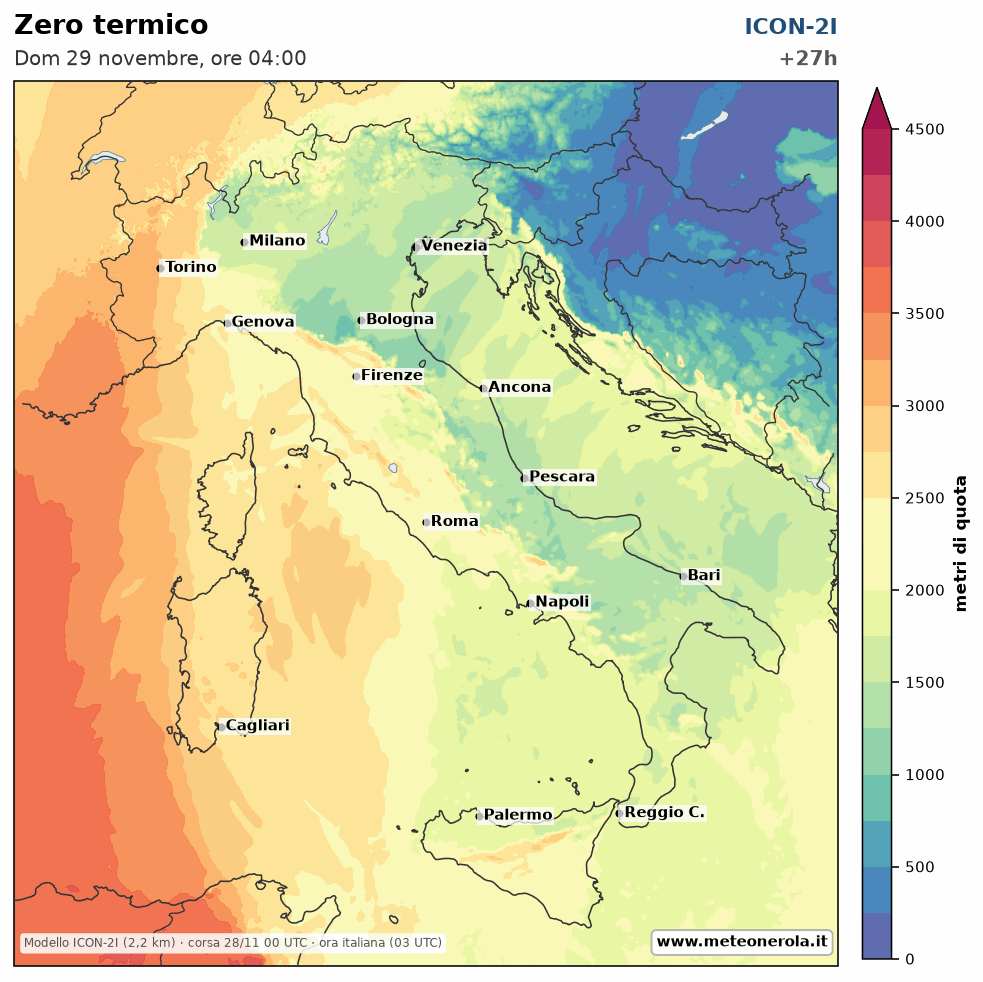 Zero termico
ICON-2I
Dom 29 novembre, ore 04:00
+27h
4500
4000
3500
3000
2500
2000
1500
1000
500
0
metri di quota
Milano
Venezia
Torino
Genova
Bologna
Firenze
Ancona
Pescara
Roma
Bari
Napoli
Cagliari
Palermo
Reggio C.
Modello ICON-2I (2,2 km) · corsa 28/11 00 UTC · ora italiana (03 UTC)
www.meteonerola.it